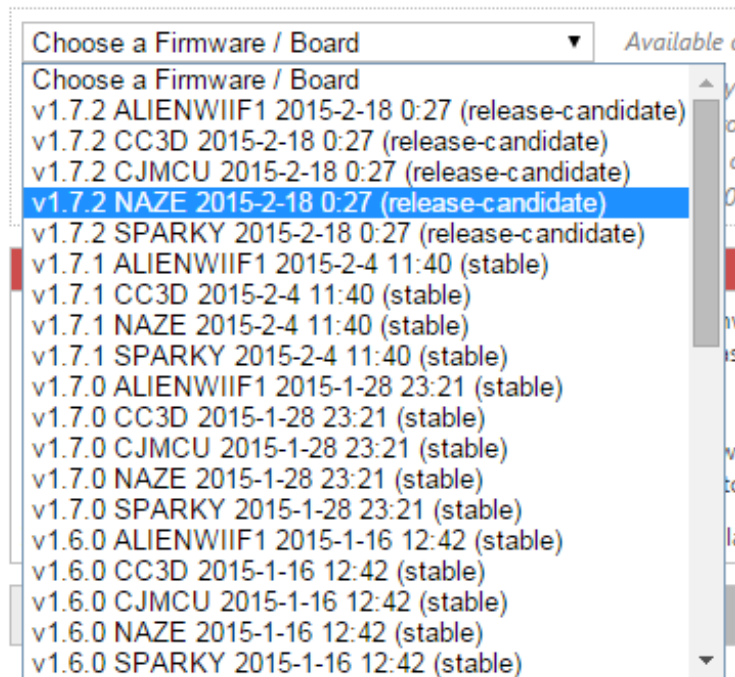 Choose a Firmware / Board
Available
Choose a Firmware / Board
v1.7.2 ALIENWIIF1 2015-2-18 0:27 (release-candidate)
v1.7.2 CC3D 2015-2-18 0:27 (release-candidate)
v1.7.2 CJMCU 2015-2-18 0:27 (release-candidate)
v1.7.2 NAZE 2015-2-18 0:27 (release-candidate)
v1.7.2 SPARKY 2015-2-18 0:27 (release-candidate)
v1.7.1 ALIENWIIF1 2015-2-4 11:40 (stable)
v1.7.1 CC3D 2015-2-4 11:40 (stable)
v1.7.1 NAZE 2015-2-4 11:40 (stable)
v1.7.1 SPARKY 2015-2-4 11:40 (stable)
v1.7.0 ALIENWIIF1 2015-1-28 23:21 (stable)
v1.7.0 CC3D 2015-1-28 23:21 (stable)
v1.7.0 CJMCU 2015-1-28 23:21 (stable)
v1.7.0 NAZE 2015-1-28 23:21 (stable)
v1.7.0 SPARKY 2015-1-28 23:21 (stable)
v1.6.0 ALIENWIIF1 2015-1-16 12:42 (stable)
v1.6.0 CC3D 2015-1-16 12:42 (stable)
v1.6.0 CJMCU 2015-1-16 12:42 (stable)
v1.6.0 NAZE 2015-1-16 12:42 (stable)
v1.6.0 SPARKY 2015-1-16 12:42 (stable)